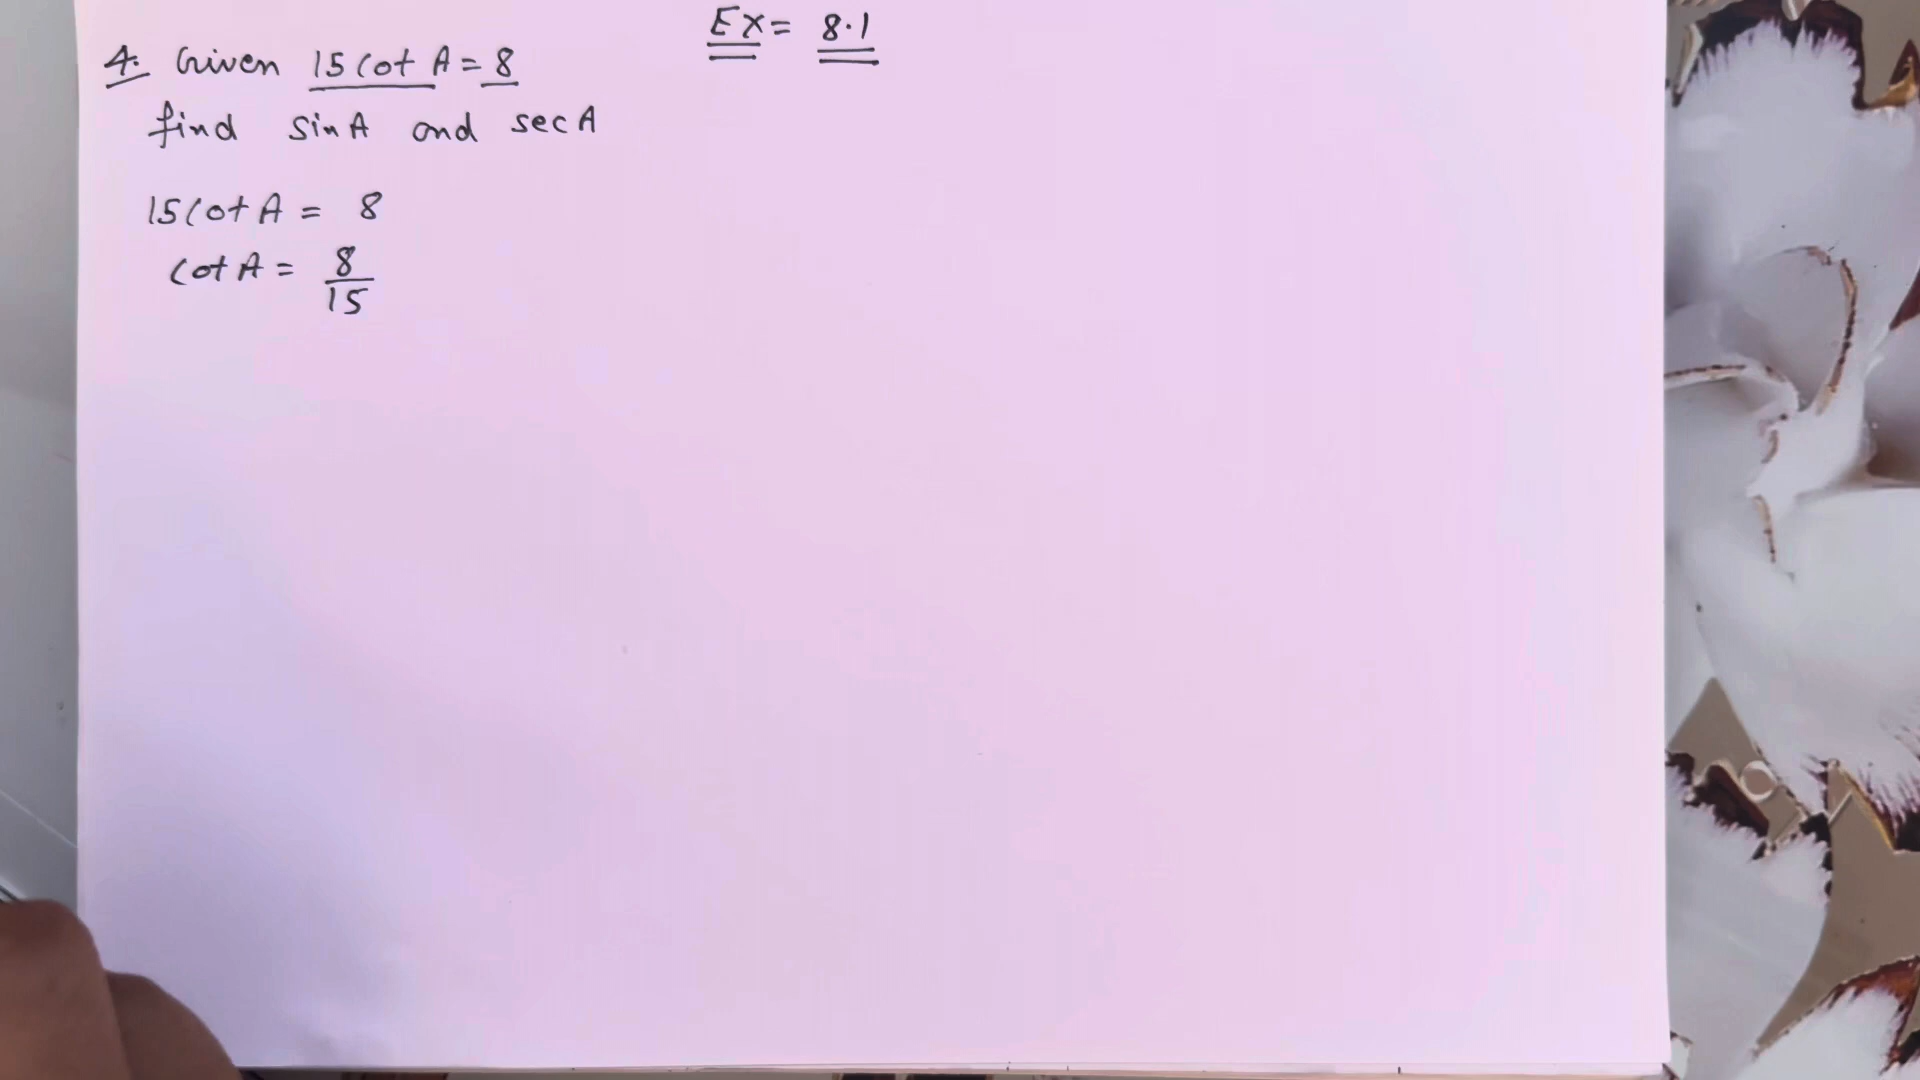 Ex= 8.1
4. Given 15 cot A = 8
find sin A and sec A
15 cot A = 8
cot A = 8/15